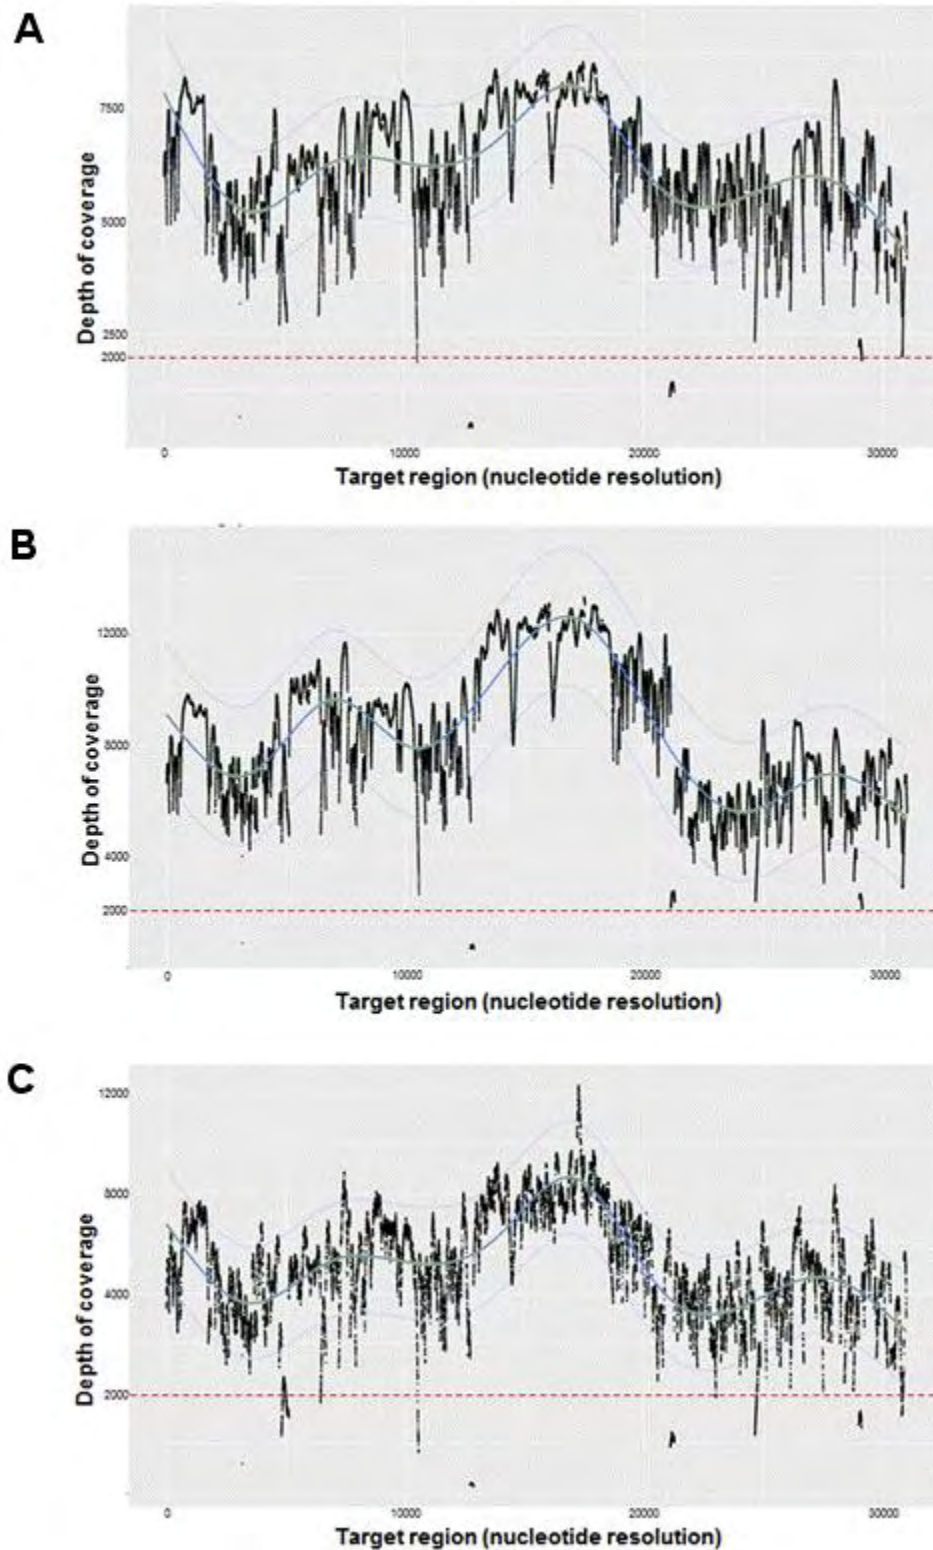 A
Depth of coverage
7500
5000
2500
2000
0 10000 20000 30000
Target region (nucleotide resolution)
B
Depth of coverage
12000
8000
4000
2000
0 10000 20000 30000
Target region (nucleotide resolution)
C
Depth of coverage
12000
8000
4000
2000
0 10000 20000 30000
Target region (nucleotide resolution)